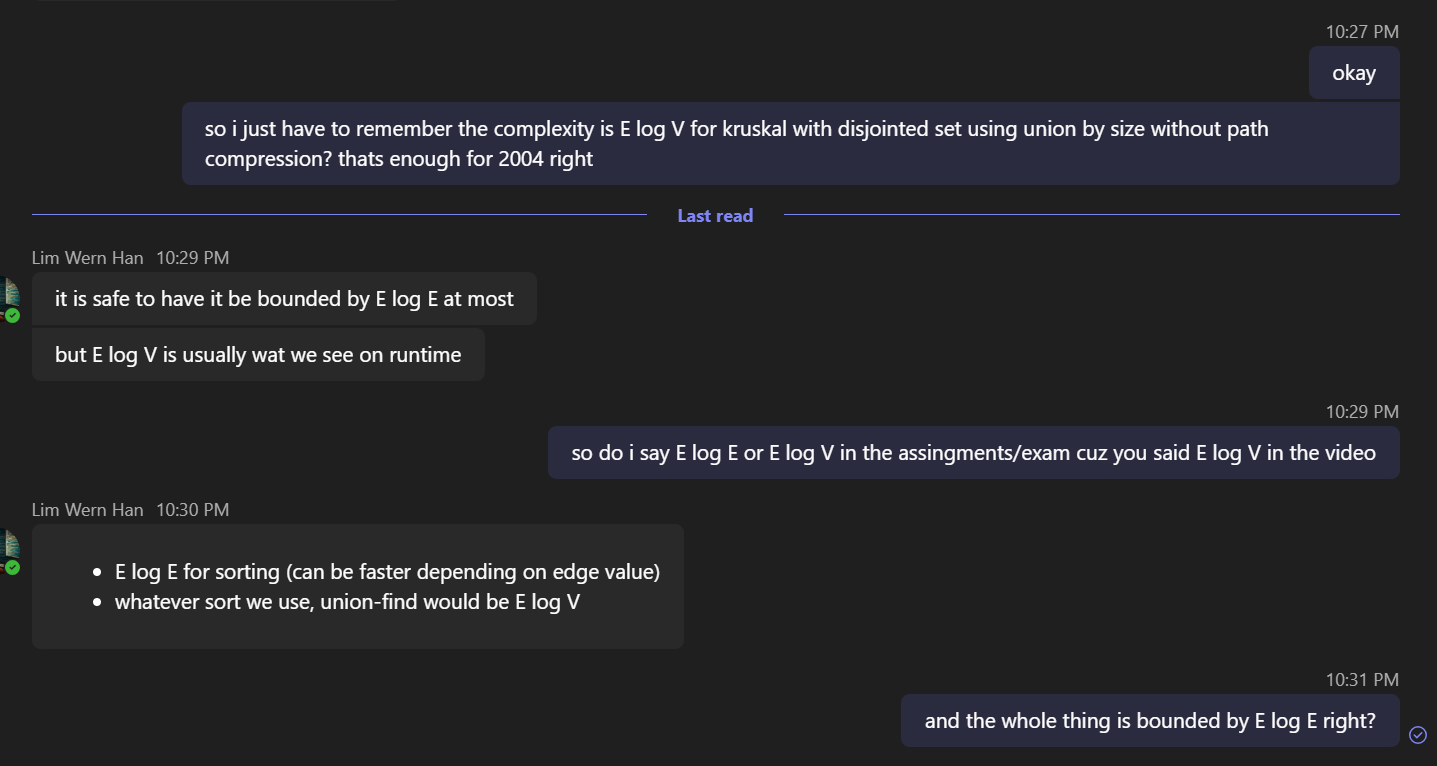 10:27 PM
okay
so i just have to remember the complexity is E log V for kruskal with disjointed set using union by size without path
compression? thats enough for 2004 right
Last read
Lim Wern Han 10:29 PM
it is safe to have it be bounded by E log E at most
but E log V is usually wat we see on runtime
10:29 PM
so do i say E log E or E log V in the assingments/exam cuz you said E log V in the video
Lim Wern Han 10:30 PM
• E log E for sorting (can be faster depending on edge value)
• whatever sort we use, union-find would be E log V
10:31 PM
and the whole thing is bounded by E log E right?